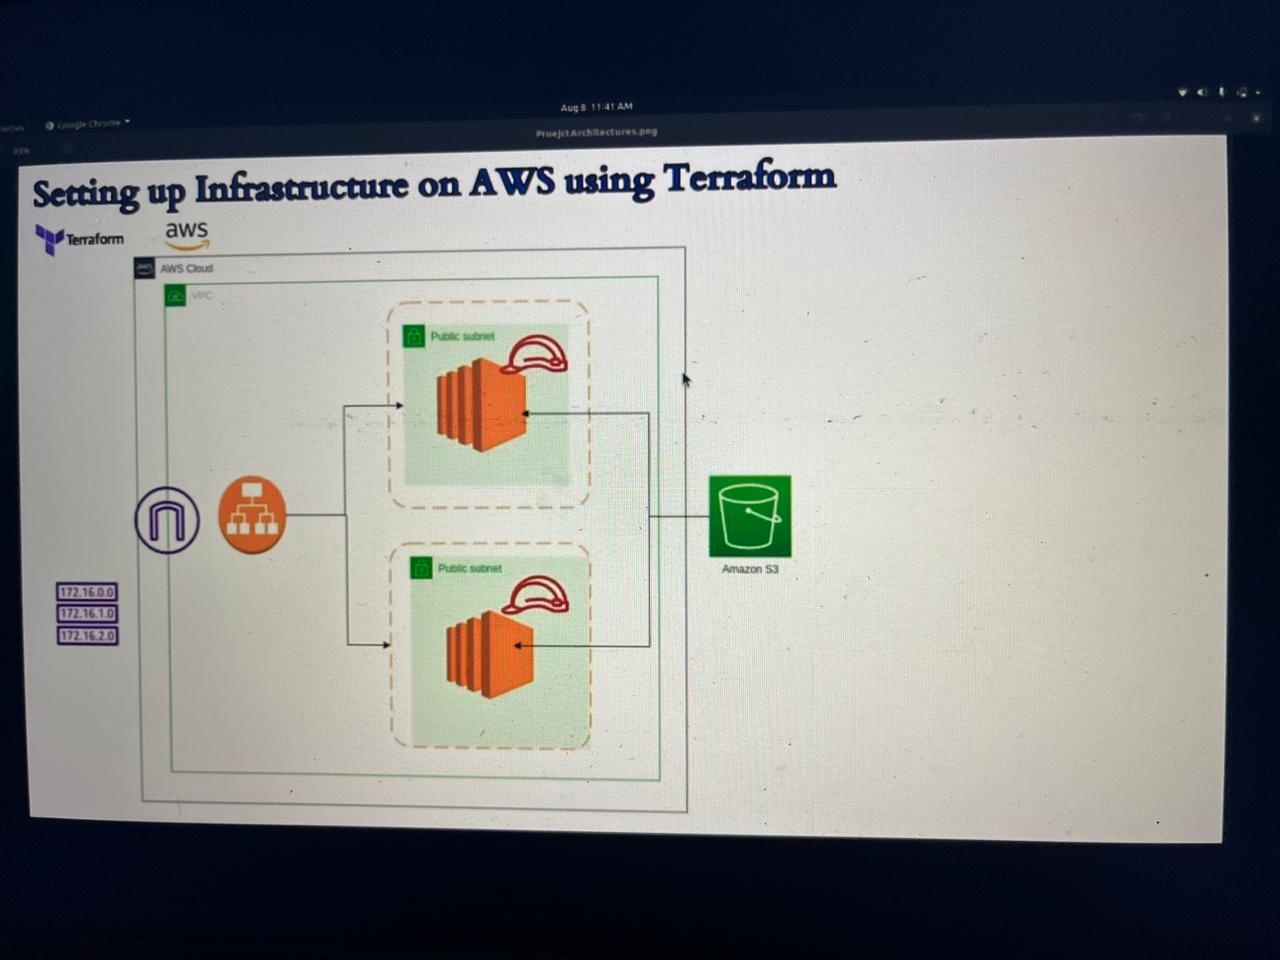 Aug 8 11:41 AM
Google Chrome
ProejctArchitectures.png
93%
Setting up Infrastructure on AWS using Terraform
Terraform
aws
AWS Cloud
VPC
Public subnet
Public subnet
Amazon S3
172.16.0.0
172.16.1.0
172.16.2.0